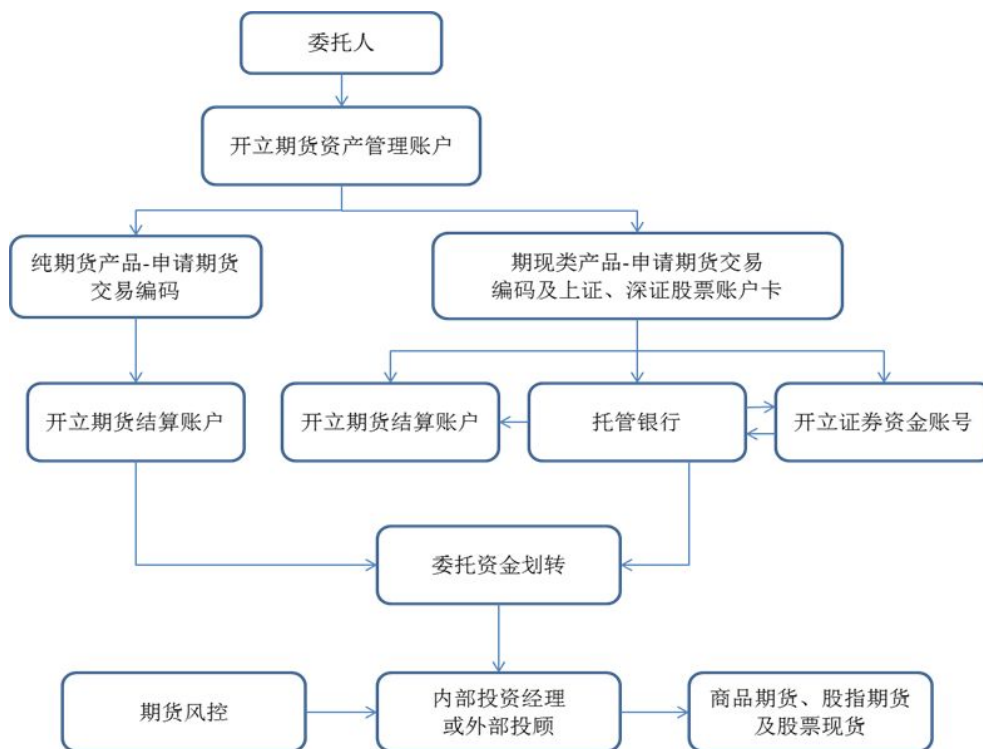 委托人
开立期货资产管理账户
纯期货产品-申请期货
交易编码
期现类产品-申请期货交易
编码及上证、深证股票账户卡
开立期货结算账户
开立期货结算账户
托管银行
开立证券资金账号
委托资金划转
期货风控
内部投资经理
或外部投顾
商品期货、股指期货
及股票现货